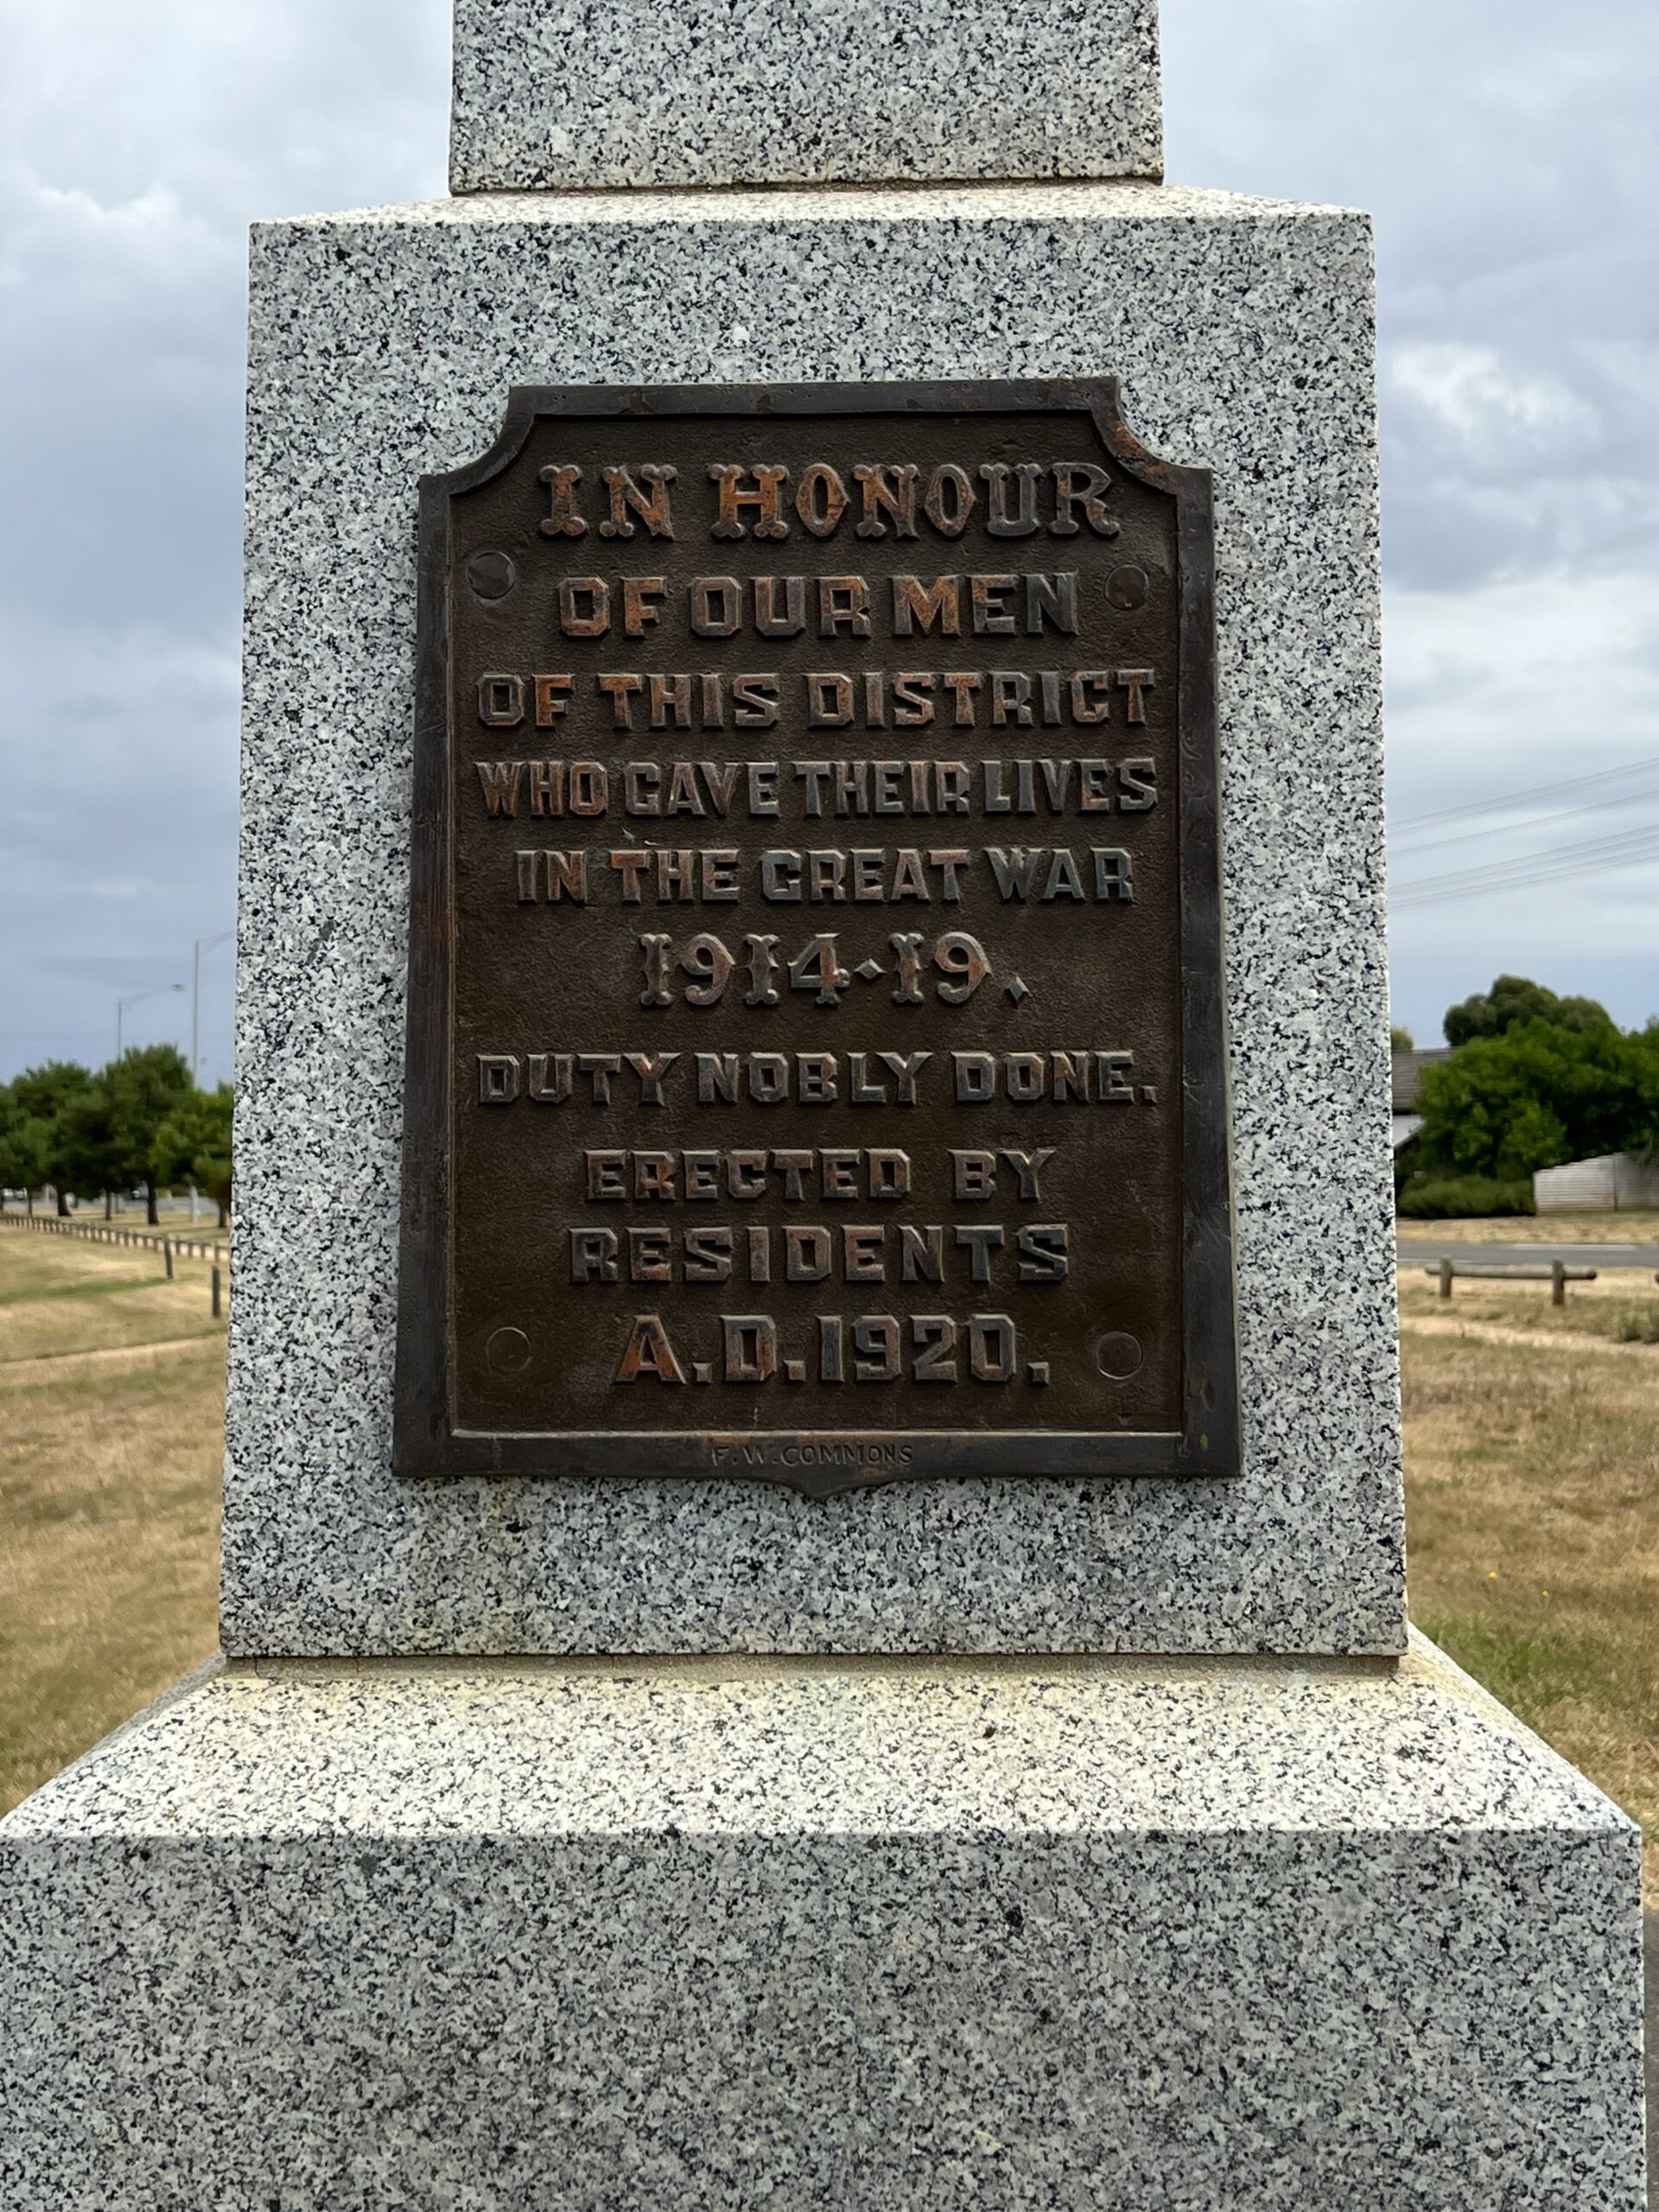 IN HONOUR
OF OUR MEN
OF THIS DISTRICT
WHO GAVE THEIR LIVES
IN THE GREAT WAR
1914-19.
DUTY NOBLY DONE.
ERECTED BY
RESIDENTS
A.D.1920.
F.W.COMMONS